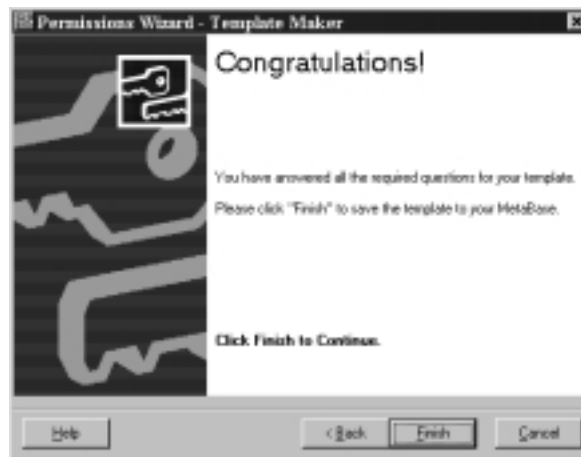 Permissions Wizard - Template Maker
Congratulations!
You have answered all the required questions for your template.
Please click "Finish" to save the template to your MetaBase.
Click Finish to Continue.
Help
< Back
Finish
Cancel